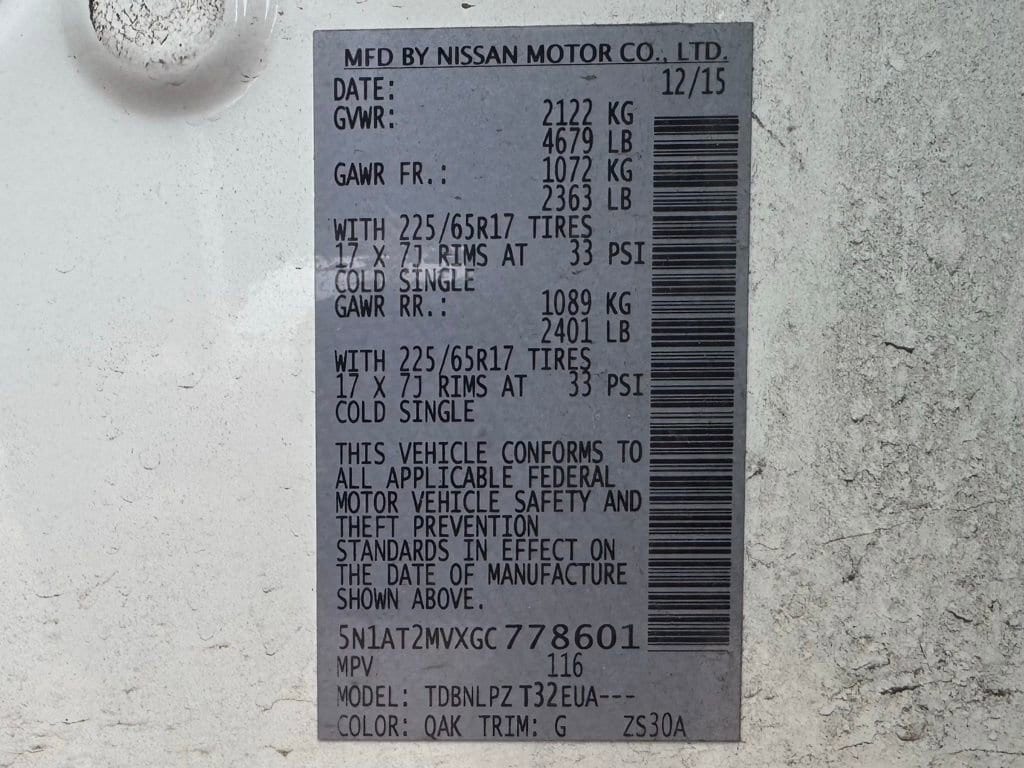 MFD BY NISSAN MOTOR CO., LTD.
DATE: 12/15
GVWR: 2122 KG
4679 LB
GAWR FR.: 1072 KG
2363 LB
WITH 225/65R17 TIRES
17 X 7J RIMS AT 33 PSI
COLD SINGLE
GAWR RR.: 1089 KG
2401 LB
WITH 225/65R17 TIRES
17 X 7J RIMS AT 33 PSI
COLD SINGLE
THIS VEHICLE CONFORMS TO
ALL APPLICABLE FEDERAL
MOTOR VEHICLE SAFETY AND
THEFT PREVENTION
STANDARDS IN EFFECT ON
THE DATE OF MANUFACTURE
SHOWN ABOVE.
5N1AT2MVXGC778601
MPV 116
MODEL: TDBNLPZ T32EUA---
COLOR: QAK TRIM: G ZS30A